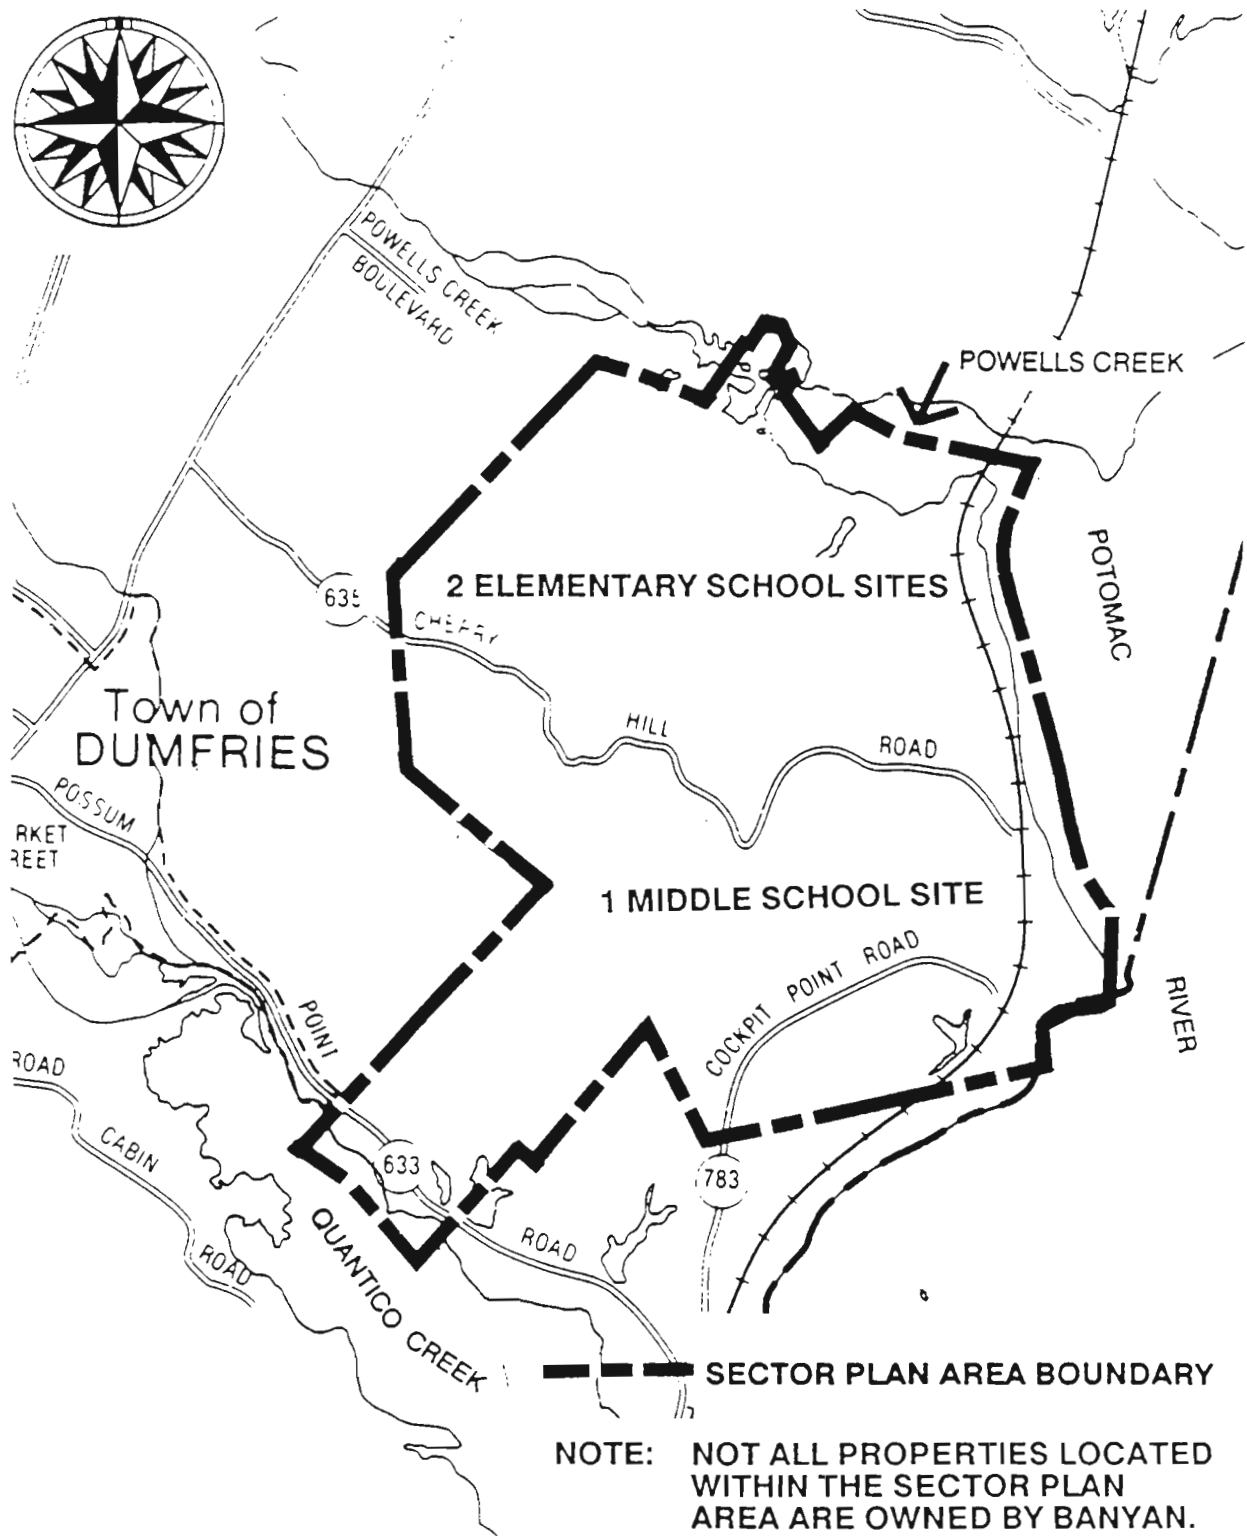 POWELLS CREEK
BOULEVARD
POWELLS CREEK
POTOMAC
2 ELEMENTARY SCHOOL SITES
635
CHERRY
HILL
ROAD
Town of
DUMFRIES
POSSUM
RKET
REET
1 MIDDLE SCHOOL SITE
COCKPIT POINT ROAD
RIVER
POINT
ROAD
CABIN
ROAD
633
783
ROAD
QUANTICO CREEK
SECTOR PLAN AREA BOUNDARY
NOTE: NOT ALL PROPERTIES LOCATED
WITHIN THE SECTOR PLAN
AREA ARE OWNED BY BANYAN.